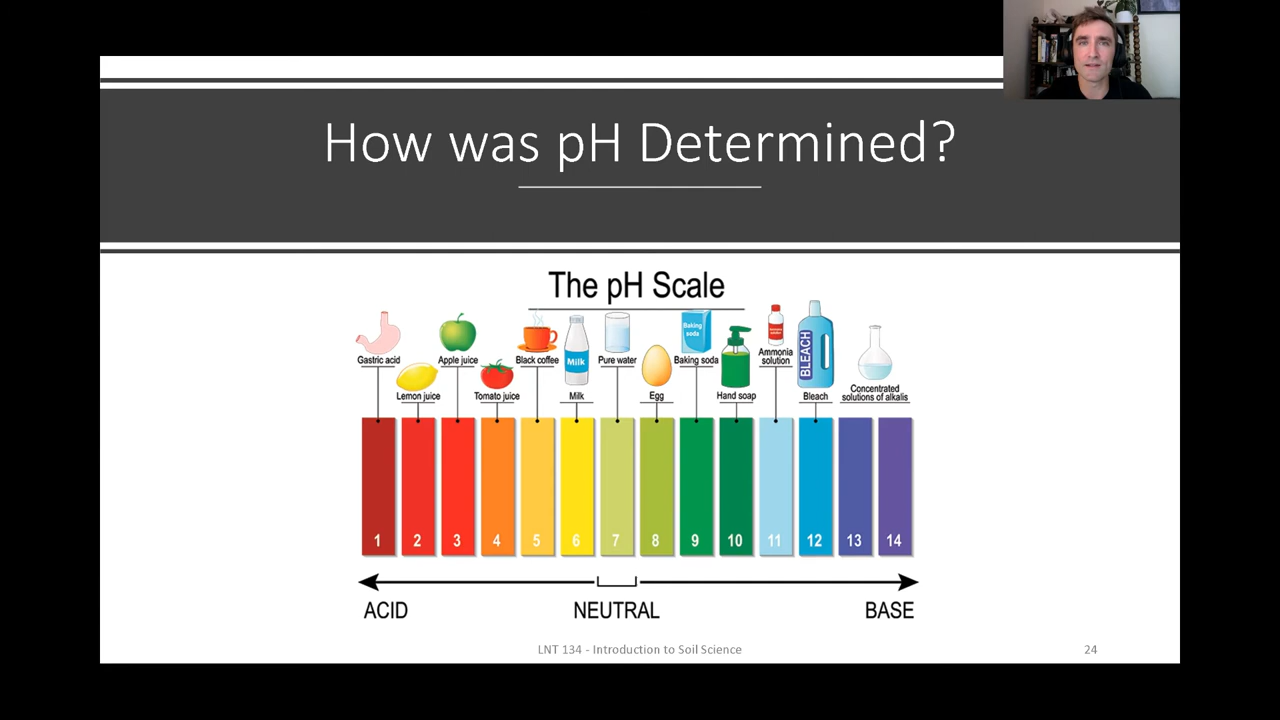 How was pH Determined?
The pH Scale
Gastric acid
Lemon juice
Apple juice
Tomato juice
Black coffee
Milk
Milk
Pure water
Egg
Baking
soda
Baking soda
Hand soap
Ammonia
solution
BLEACH
Bleach
Concentrated
solutions of alkalis
1 2 3 4 5 6 7 8 9 10 11 12 13 14
ACID NEUTRAL BASE
LNT 134 - Introduction to Soil Science 24